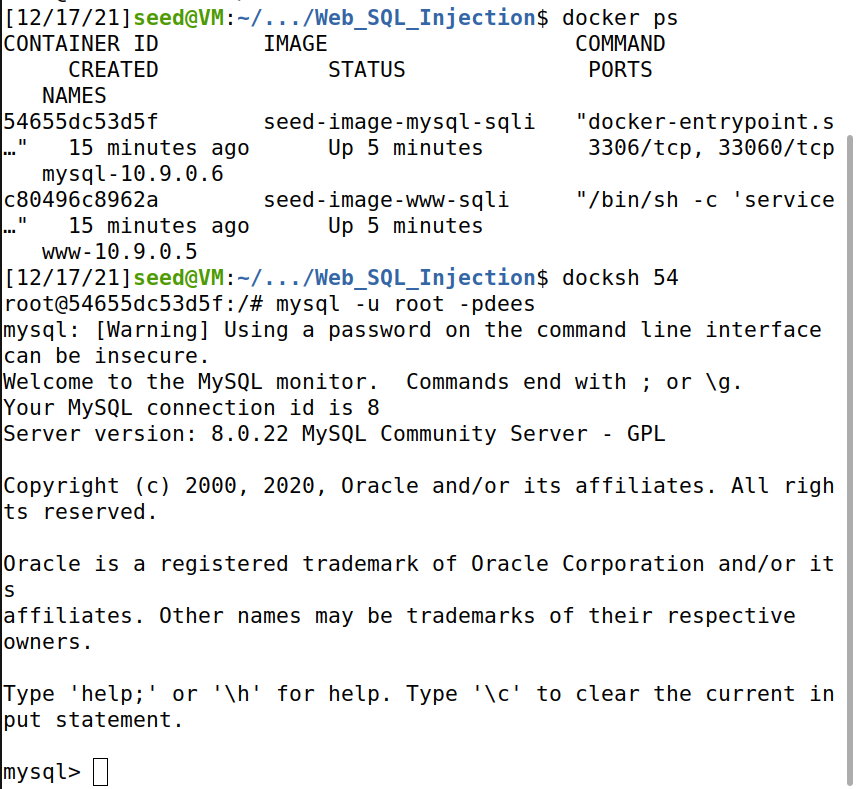 [12/17/21]seed@VM:~/.../Web_SQL_Injection$ docker ps
CONTAINER ID        IMAGE                   COMMAND
     CREATED             STATUS              PORTS
   NAMES
54655dc53d5f        seed-image-mysql-sqli   "docker-entrypoint.s
…"   15 minutes ago      Up 5 minutes        3306/tcp, 33060/tcp
   mysql-10.9.0.6
c80496c8962a        seed-image-www-sqli     "/bin/sh -c 'service
…"   15 minutes ago      Up 5 minutes
   www-10.9.0.5
[12/17/21]seed@VM:~/.../Web_SQL_Injection$ docksh 54
root@54655dc53d5f:/# mysql -u root -pdees
mysql: [Warning] Using a password on the command line interface
can be insecure.
Welcome to the MySQL monitor.  Commands end with ; or \g.
Your MySQL connection id is 8
Server version: 8.0.22 MySQL Community Server - GPL

Copyright (c) 2000, 2020, Oracle and/or its affiliates. All righ
ts reserved.

Oracle is a registered trademark of Oracle Corporation and/or it
s
affiliates. Other names may be trademarks of their respective
owners.

Type 'help;' or '\h' for help. Type '\c' to clear the current in
put statement.

mysql>